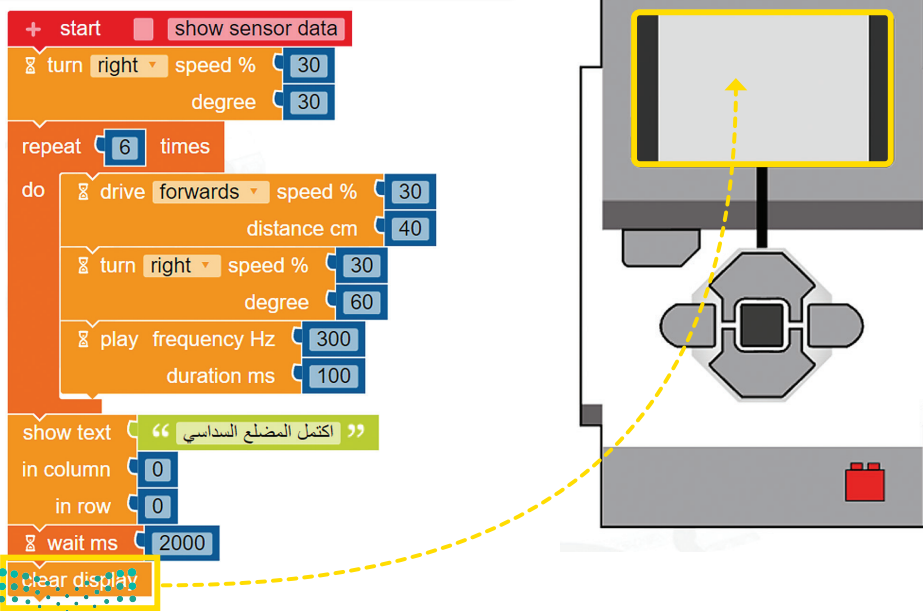 + start show sensor data
turn right speed % 30
degree 30
repeat 6 times
do drive forwards speed % 30
distance cm 40
turn right speed % 30
degree 60
play frequency Hz 300
duration ms 100
show text “ اكتمل المضلع السداسي ”
in column 0
in row 0
wait ms 2000
clear display